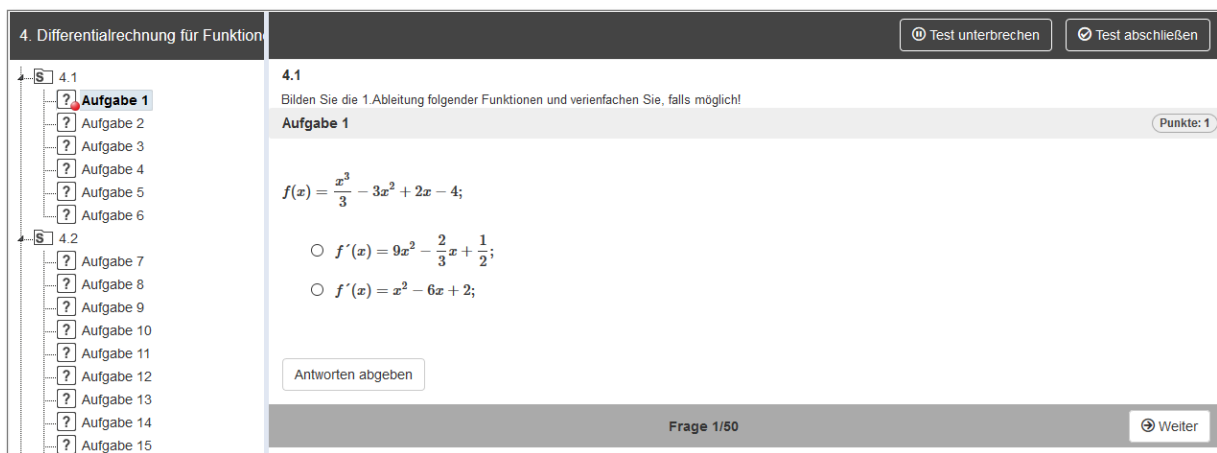 4. Differentialrechnung für Funktion
Test unterbrechen
Test abschließen
S 4.1
? Aufgabe 1
? Aufgabe 2
? Aufgabe 3
? Aufgabe 4
? Aufgabe 5
? Aufgabe 6
S 4.2
? Aufgabe 7
? Aufgabe 8
? Aufgabe 9
? Aufgabe 10
? Aufgabe 11
? Aufgabe 12
? Aufgabe 13
? Aufgabe 14
? Aufgabe 15
4.1
Bilden Sie die 1.Ableitung folgender Funktionen und verienfachen Sie, falls möglich!
Aufgabe 1
Punkte: 1
f(x) = x³/3 − 3x² + 2x − 4;
f´(x) = 9x² − 2/3 x + 1/2;
f´(x) = x² − 6x + 2;
Antworten abgeben
Frage 1/50
Weiter